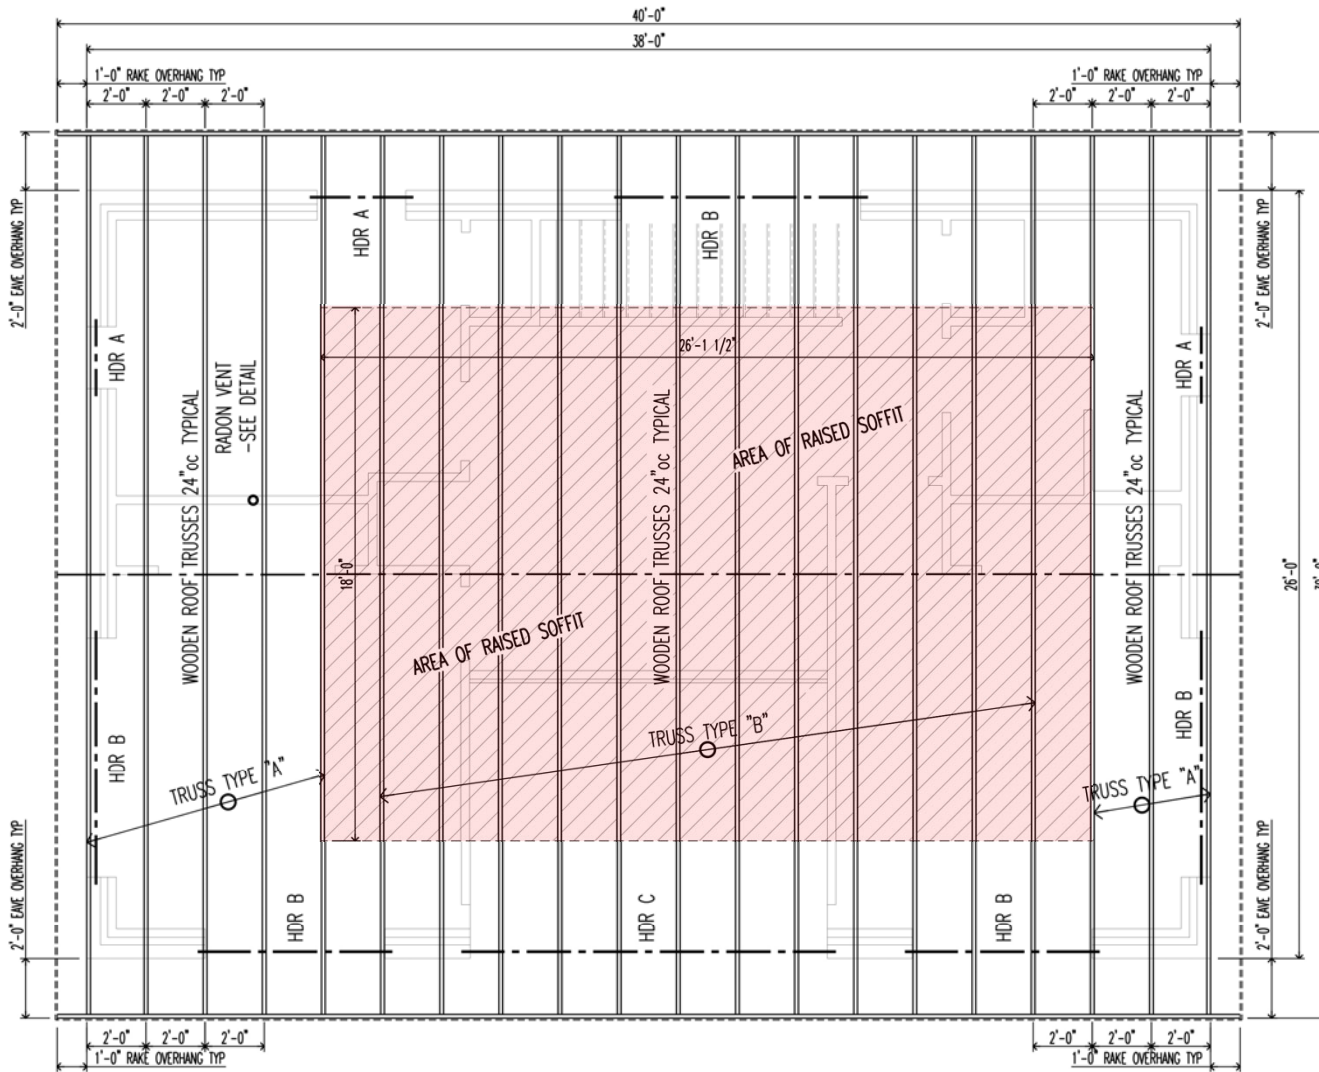 40'-0"
38'-0"
1'-0" RAKE OVERHANG TYP
1'-0" RAKE OVERHANG TYP
2'-0"
2'-0"
2'-0"
2'-0"
2'-0"
2'-0"
2'-0" EAVE OVERHANG TYP
2'-0" EAVE OVERHANG TYP
HDR A
HDR B
HDR A
HDR A
26'-1 1/2"
RADON VENT
-SEE DETAIL
WOODEN ROOF TRUSSES 24"oc TYPICAL
WOODEN ROOF TRUSSES 24"oc TYPICAL
WOODEN ROOF TRUSSES 24"oc TYPICAL
AREA OF RAISED SOFFIT
18'-0"
26'-0"
AREA OF RAISED SOFFIT
HDR B
HDR B
TRUSS TYPE "B"
TRUSS TYPE "A"
TRUSS TYPE "A"
2'-0" EAVE OVERHANG TYP
2'-0" EAVE OVERHANG TYP
HDR B
HDR C
HDR B
2'-0"
2'-0"
2'-0"
2'-0"
2'-0"
2'-0"
1'-0" RAKE OVERHANG TYP
1'-0" RAKE OVERHANG TYP